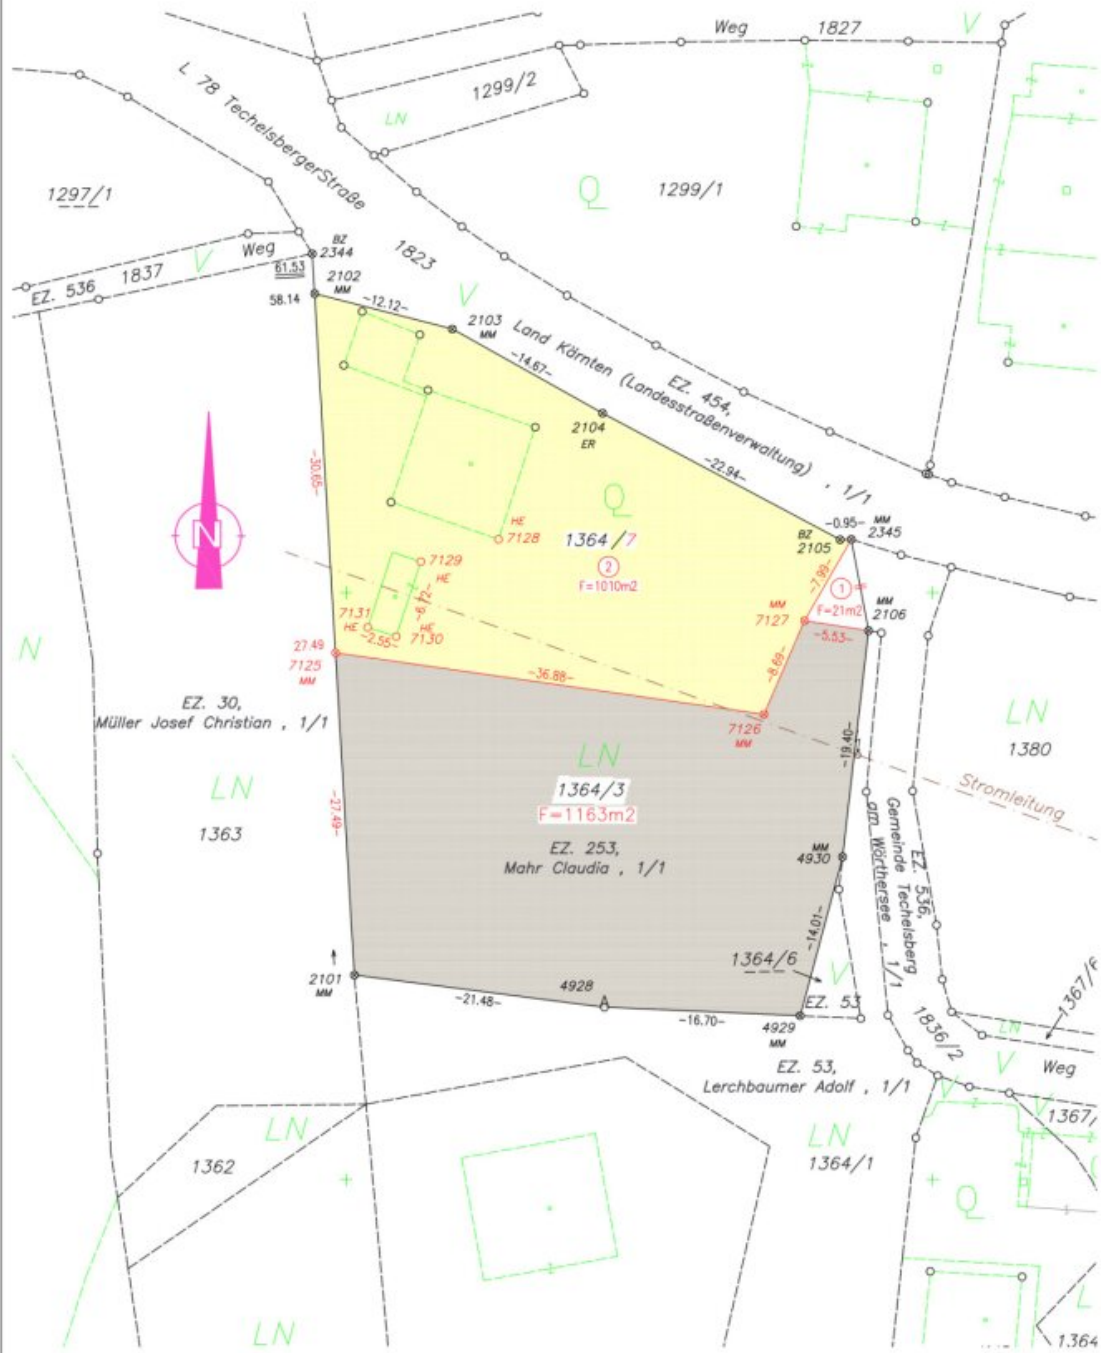 Weg
1827
V
L 78 TechelsbergerStraße
1299/2
LN
Q
1299/1
1297/1
BZ
2344
Weg
V
1823
61.53
2102
MM
1837
EZ. 536
58.14
-12.12-
V
2103
MM
Land Kärnten (Landesstraßenverwaltung) , 1/1
EZ. 454,
-14.67-
2104
ER
-22.94-
-30.65-
N
Q
HE
7128
1364/7
2
F=1010m2
-0.95-
MM
2345
BZ
2105
7129
HE
-6.72-
-7.99-
1
=
F=21m2
MM
2106
MM
7127
-5.53-
7131
HE
HE
7130
-2.55-
N
27.49
7125
MM
-36.88-
-8.69-
7126
MM
EZ. 30,
Müller Josef Christian , 1/1
LN
1380
-19.40-
LN
1364/3
F=1163m2
Stromleitung
LN
1363
-27.49-
EZ. 253,
Mahr Claudia , 1/1
MM
4930
EZ. 536,
Gemeinde Techelsberg
am Wörthersee , 1/1
-14.01-
1364/6
V
2101
MM
4928
-21.48-
-16.70-
EZ. 53
4929
MM
1836/2
LN
V
Weg
EZ. 53,
Lerchbaumer Adolf , 1/1
V
V
1367/
LN
1362
LN
1364/1
Q
LN
L
1364